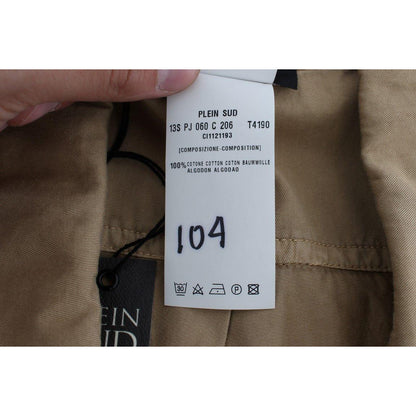 PLEIN SUD
13S PJ 060 C 206 T4190
CI1121193
[COMPOSIZIONE-COMPOSITION]
100% COTONE COTTON COTON BAUMWOLLE
ALGODON ALGODAO
104
30
P
EIN
UD